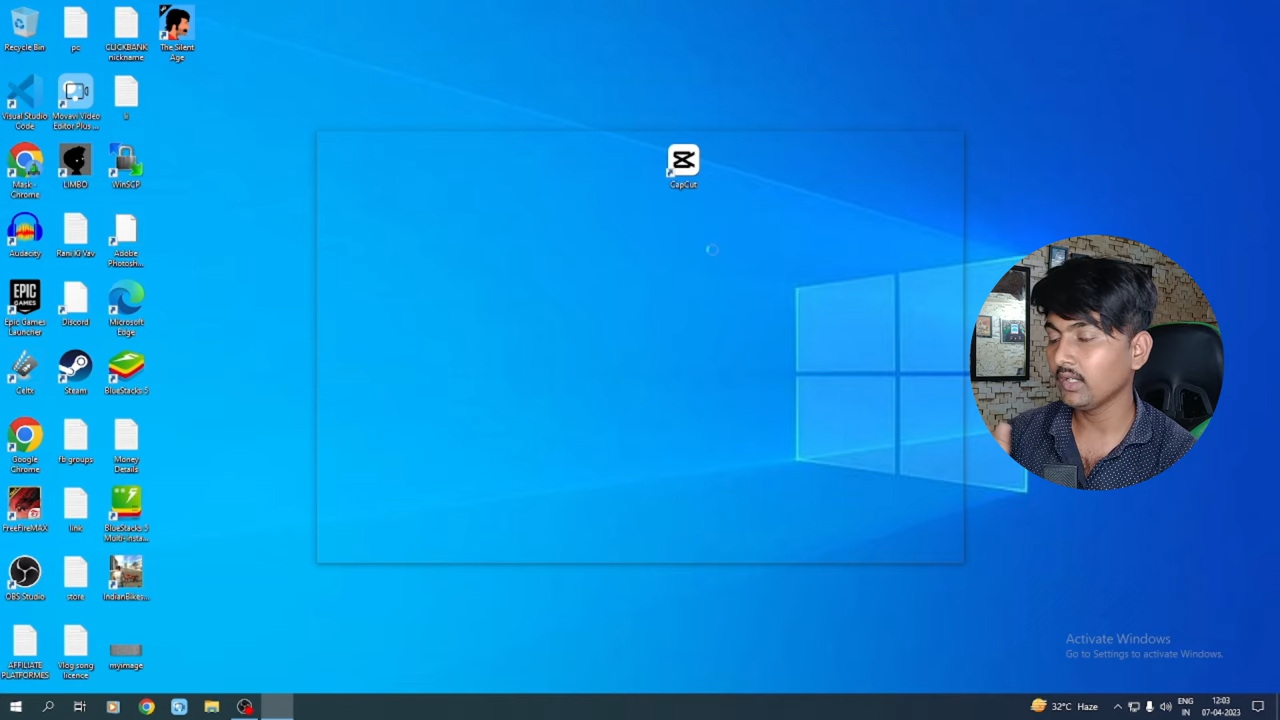 Recycle Bin
pc
CLICKBANK
nickname
The Silent
Age
Visual Studio
Code
Movavi Video
Editor Plus ...
Mask -
Chrome
LIMBO
WinSCP
CapCut
Audacity
Rani Ki Vav
Adobe
Photosh...
EPIC
GAMES
Epic Games
Launcher
Discord
Microsoft
Edge
Celtx
Steam
BlueStacks 5
Google
Chrome
fb groups
Money
Details
FreeFireMAX
link
BlueStacks 5
Multi-Insta...
OBS Studio
store
IndianBikes...
AFFILIATE
PLATFORMES
Vlog song
licence
myimage
Activate Windows
Go to Settings to activate Windows.
32°C Haze
ENG
IN
12:03
07-04-2023